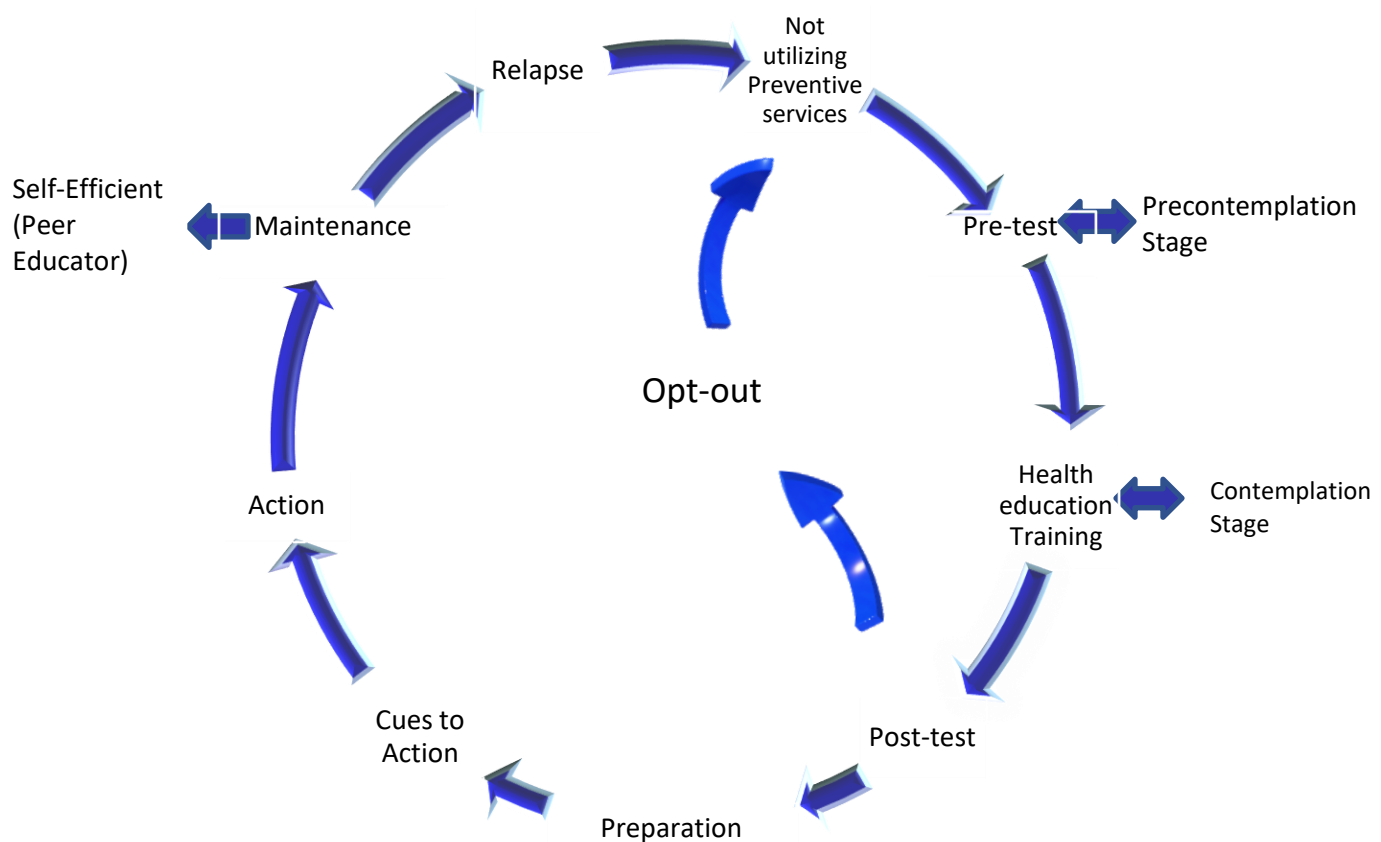 Not
utilizing
Preventive
services
Relapse
Self-Efficient
(Peer
Educator)
Maintenance
Pre-test
Precontemplation
Stage
Opt-out
Health
education
Training
Contemplation
Stage
Action
Cues to
Action
Post-test
Preparation